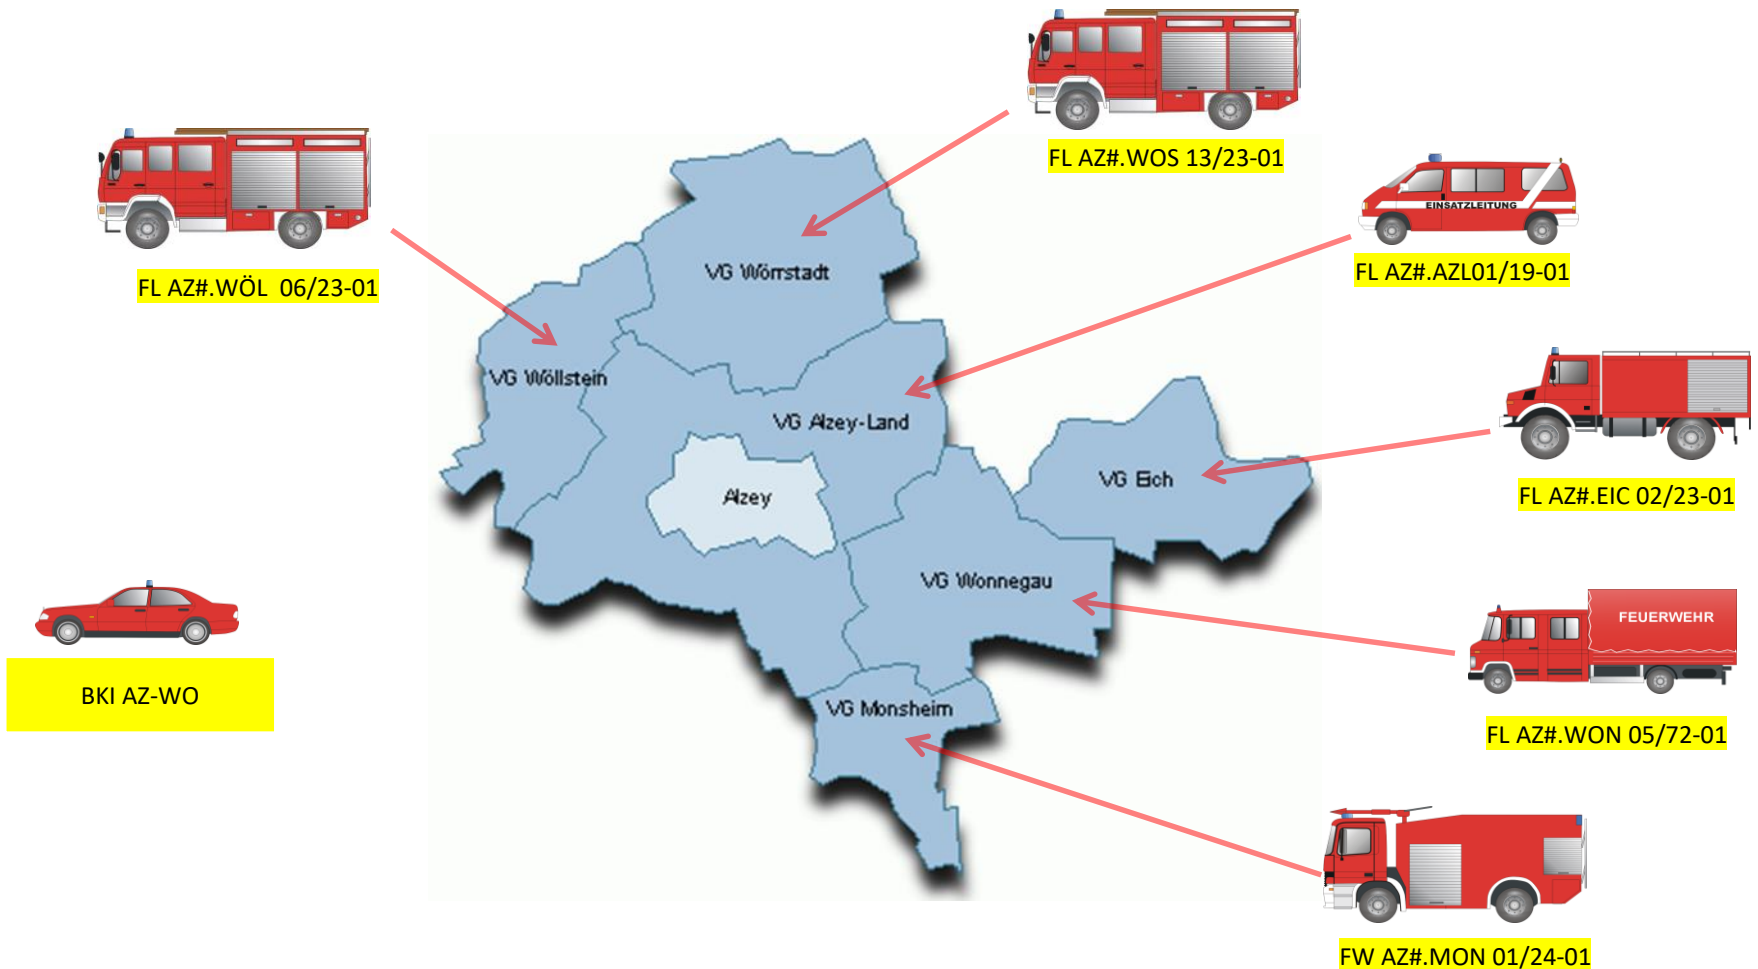 FL AZ#.WOS 13/23-01
EINSATZLEITUNG
FL AZ#.WÖL  06/23-01
VG Wörrstadt
FL AZ#.AZL01/19-01
VG Wöllstein
VG Alzey-Land
VG Eich
Alzey
FL AZ#.EIC 02/23-01
VG Wonnegau
FEUERWEHR
BKI AZ-WO
VG Monsheim
FL AZ#.WON 05/72-01
FW AZ#.MON 01/24-01